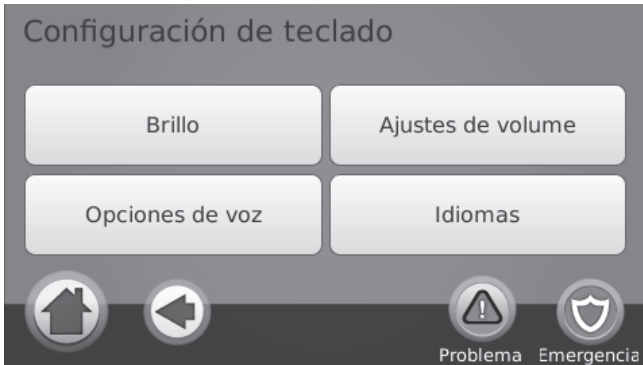 Configuración de teclado
Brillo
Ajustes de volume
Opciones de voz
Idiomas
Problema
Emergencia